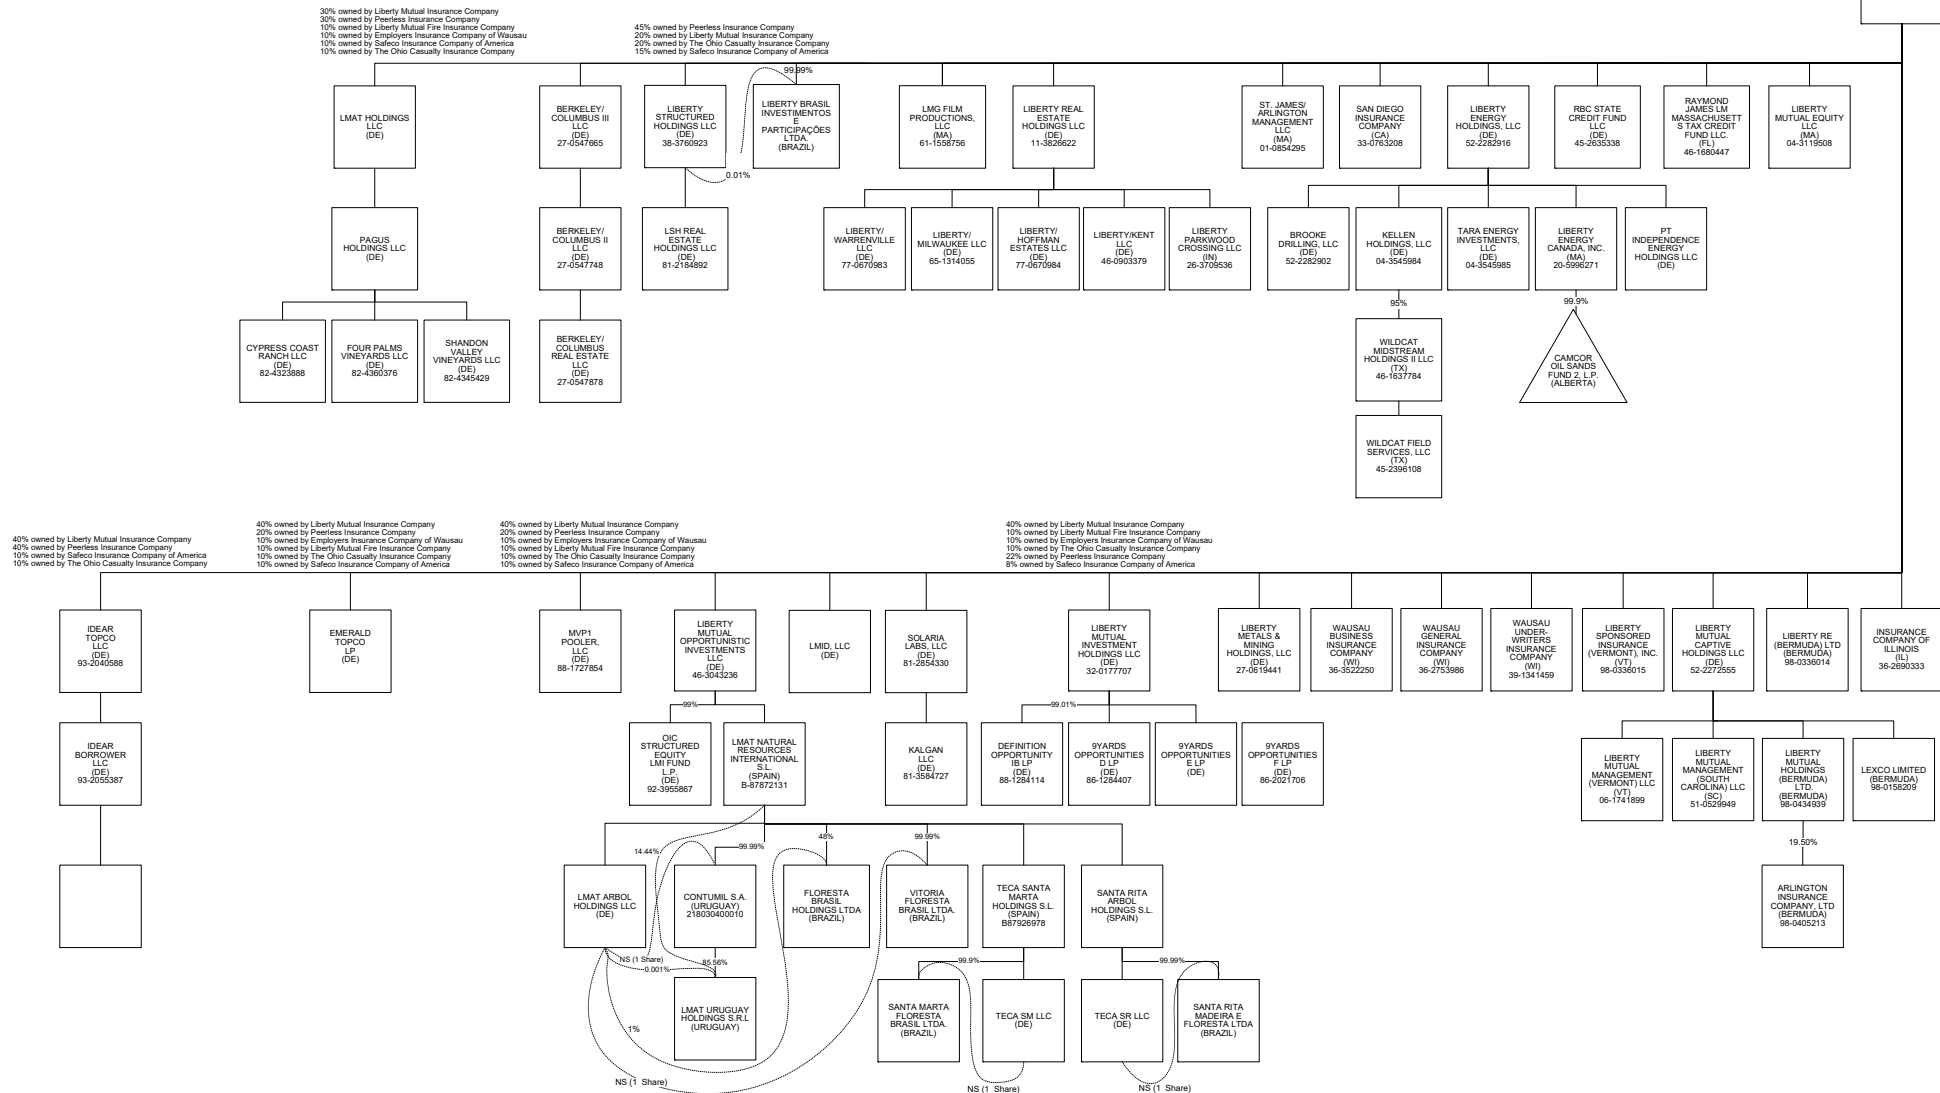 30% owned by Liberty Mutual Insurance Company
30% owned by Peerless Insurance Company
10% owned by Liberty Mutual Fire Insurance Company
10% owned by Employers Insurance Company of Wausau
10% owned by Safeco Insurance Company of America
10% owned by The Ohio Casualty Insurance Company
45% owned by Peerless Insurance Company
20% owned by Liberty Mutual Insurance Company
20% owned by The Ohio Casualty Insurance Company
15% owned by Safeco Insurance Company of America
99.99%
LMAT HOLDINGS
LLC
(DE)
BERKELEY/
COLUMBUS III
LLC
(DE)
27-0547665
LIBERTY
STRUCTURED
HOLDINGS LLC
(DE)
38-3760923
LIBERTY BRASIL
INVESTIMENTOS
E
PARTICIPAÇÕES
LTDA.
(BRAZIL)
LMG FILM
PRODUCTIONS,
LLC
(MA)
61-1558756
LIBERTY REAL
ESTATE
HOLDINGS LLC
(DE)
11-3826622
ST. JAMES/
ARLINGTON
MANAGEMENT
LLC
(MA)
01-0854295
SAN DIEGO
INSURANCE
COMPANY
(CA)
33-0763208
LIBERTY
ENERGY
HOLDINGS, LLC
(DE)
52-2282916
RBC STATE
CREDIT FUND
LLC
(DE)
45-2635338
RAYMOND
JAMES LM
MASSACHUSETT
S TAX CREDIT
FUND LLC.
(FL)
46-1680447
LIBERTY
MUTUAL EQUITY
LLC
(MA)
04-3119508
0.01%
PAGUS
HOLDINGS LLC
(DE)
BERKELEY/
COLUMBUS II
LLC
(DE)
27-0547748
LSH REAL
ESTATE
HOLDINGS LLC
(DE)
81-2184892
LIBERTY/
WARRENVILLE
LLC
(DE)
77-0670983
LIBERTY/
MILWAUKEE LLC
(DE)
65-1314055
LIBERTY/
HOFFMAN
ESTATES LLC
(DE)
77-0670984
LIBERTY/KENT
LLC
(DE)
46-0903379
LIBERTY
PARKWOOD
CROSSING LLC
(IN)
26-3709536
BROOKE
DRILLING, LLC
(DE)
52-2282902
KELLEN
HOLDINGS, LLC
(DE)
04-3545984
TARA ENERGY
INVESTMENTS,
LLC
(DE)
04-3545985
LIBERTY
ENERGY
CANADA, INC.
(MA)
20-5996271
PT
INDEPENDENCE
ENERGY
HOLDINGS LLC
(DE)
95%
99.9%
CYPRESS COAST
RANCH LLC
(DE)
82-4323888
FOUR PALMS
VINEYARDS LLC
(DE)
82-4360376
SHANDON
VALLEY
VINEYARDS LLC
(DE)
82-4345429
BERKELEY/
COLUMBUS
REAL ESTATE
LLC
(DE)
27-0547878
WILDCAT
MIDSTREAM
HOLDINGS II LLC
(TX)
46-1637784
CAMCOR
OIL SANDS
FUND 2, L.P.
(ALBERTA)
WILDCAT FIELD
SERVICES, LLC
(TX)
45-2396108
40% owned by Liberty Mutual Insurance Company
40% owned by Peerless Insurance Company
10% owned by Safeco Insurance Company of America
10% owned by The Ohio Casualty Insurance Company
40% owned by Liberty Mutual Insurance Company
20% owned by Peerless Insurance Company
10% owned by Employers Insurance Company of Wausau
10% owned by Liberty Mutual Fire Insurance Company
10% owned by The Ohio Casualty Insurance Company
10% owned by Safeco Insurance Company of America
40% owned by Liberty Mutual Insurance Company
20% owned by Peerless Insurance Company
10% owned by Employers Insurance Company of Wausau
10% owned by Liberty Mutual Fire Insurance Company
10% owned by The Ohio Casualty Insurance Company
10% owned by Safeco Insurance Company of America
40% owned by Liberty Mutual Insurance Company
10% owned by Liberty Mutual Fire Insurance Company
10% owned by Employers Insurance Company of Wausau
10% owned by The Ohio Casualty Insurance Company
22% owned by Peerless Insurance Company
8% owned by Safeco Insurance Company of America
IDEAR
TOPCO
LLC
(DE)
93-2040588
EMERALD
TOPCO
LP
(DE)
MVP1
POOLER,
LLC
(DE)
88-1727854
LIBERTY
MUTUAL
OPPORTUNISTIC
INVESTMENTS
LLC
(DE)
46-3043236
LMID, LLC
(DE)
SOLARIA
LABS, LLC
(DE)
81-2854330
LIBERTY
MUTUAL
INVESTMENT
HOLDINGS LLC
(DE)
32-0177707
LIBERTY
METALS &
MINING
HOLDINGS, LLC
(DE)
27-0619441
WAUSAU
BUSINESS
INSURANCE
COMPANY
(WI)
36-3522250
WAUSAU
GENERAL
INSURANCE
COMPANY
(WI)
36-2753986
WAUSAU
UNDER-
WRITERS
INSURANCE
COMPANY
(WI)
39-1341459
LIBERTY
SPONSORED
INSURANCE
(VERMONT), INC.
(VT)
98-0336015
LIBERTY
MUTUAL
CAPTIVE
HOLDINGS LLC
(DE)
52-2272555
LIBERTY RE
(BERMUDA) LTD
(BERMUDA)
98-0336014
INSURANCE
COMPANY OF
ILLINOIS
(IL)
36-2690333
99%
99.01%
IDEAR
BORROWER
LLC
(DE)
93-2055387
OIC
STRUCTURED
EQUITY
LMI FUND
L.P.
(DE)
92-3955867
LMAT NATURAL
RESOURCES
INTERNATIONAL
S.L.
(SPAIN)
B-87872131
KALGAN
LLC
(DE)
81-3584727
DEFINITION
OPPORTUNITY
IB LP
(DE)
88-1284114
9YARDS
OPPORTUNITIES
D LP
(DE)
86-1284407
9YARDS
OPPORTUNITIES
E LP
(DE)
9YARDS
OPPORTUNITIES
F LP
(DE)
86-2021706
LIBERTY
MUTUAL
MANAGEMENT
(VERMONT) LLC
(VT)
06-1741899
LIBERTY
MUTUAL
MANAGEMENT
(SOUTH
CAROLINA) LLC
(SC)
51-0529949
LIBERTY
MUTUAL
HOLDINGS
(BERMUDA)
LTD.
(BERMUDA)
98-0434939
LEXCO LIMITED
(BERMUDA)
98-0158209
14.44%
99.99%
48%
99.99%
19.50%
LMAT ARBOL
HOLDINGS LLC
(DE)
CONTUMIL S.A.
(URUGUAY)
218030400010
FLORESTA
BRASIL
HOLDINGS LTDA
(BRAZIL)
VITORIA
FLORESTA
BRASIL LTDA.
(BRAZIL)
TECA SANTA
MARTA
HOLDINGS S.L.
(SPAIN)
B87926978
SANTA RITA
ARBOL
HOLDINGS S.L.
(SPAIN)
ARLINGTON
INSURANCE
COMPANY, LTD
(BERMUDA)
98-0405213
NS (1 Share)
0.001%
85.56%
99.9%
99.99%
LMAT URUGUAY
HOLDINGS S.R.L
(URUGUAY)
SANTA MARTA
FLORESTA
BRASIL LTDA.
(BRAZIL)
TECA SM LLC
(DE)
TECA SR LLC
(DE)
SANTA RITA
MADEIRA E
FLORESTA LTDA
(BRAZIL)
1%
NS (1 Share)
NS (1 Share)
NS (1 Share)